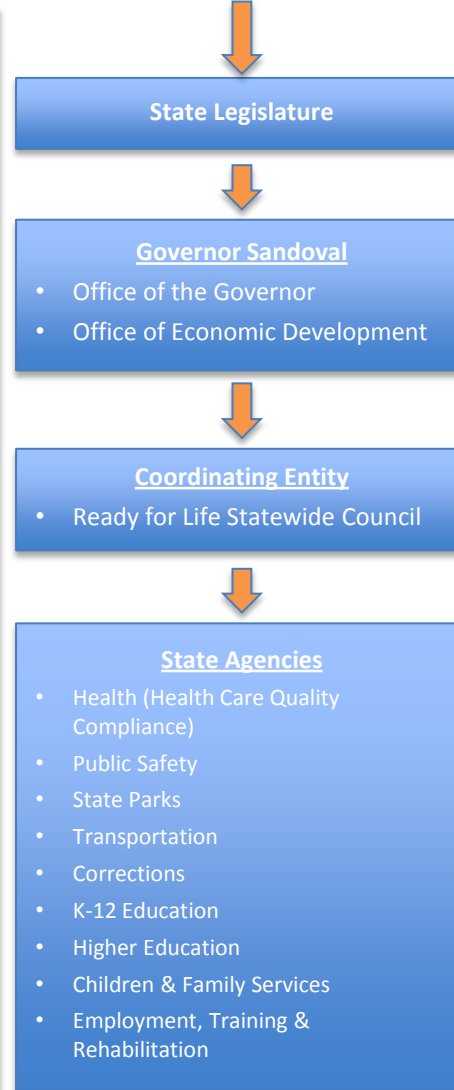 State Legislature
Governor Sandoval
• Office of the Governor
• Office of Economic Development
Coordinating Entity
• Ready for Life Statewide Council
State Agencies
• Health (Health Care Quality
Compliance)
• Public Safety
• State Parks
• Transportation
• Corrections
• K-12 Education
• Higher Education
• Children & Family Services
• Employment, Training &
Rehabilitation